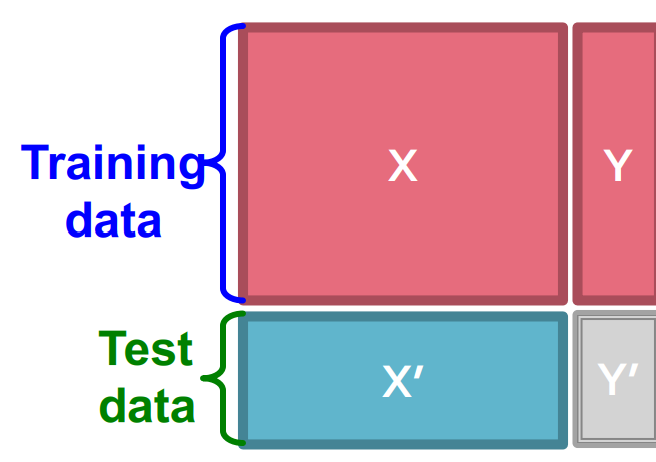 Training
data
X
Y
Test
data
X′
Y′